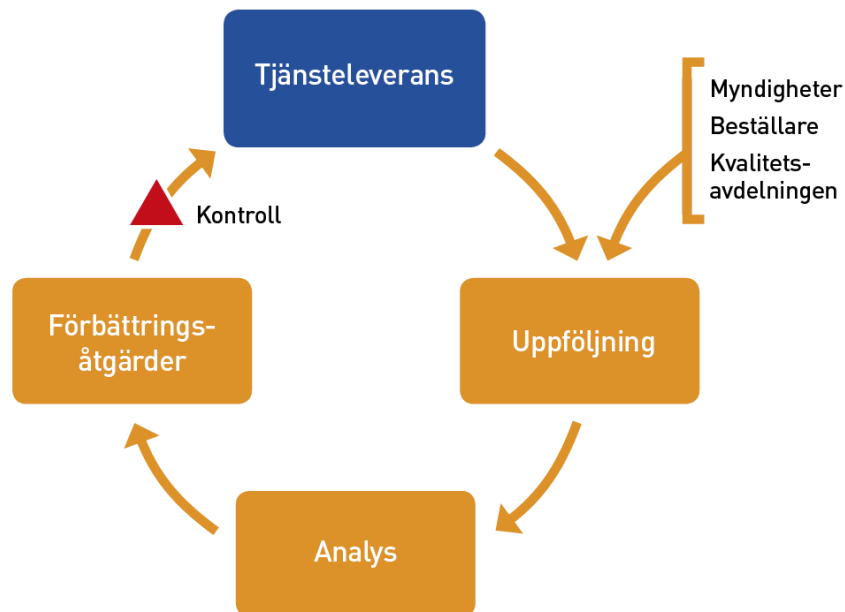 Tjänsteleverans
Myndigheter
Beställare
Kvalitets-
avdelningen
Kontroll
Förbättrings-
åtgärder
Uppföljning
Analys